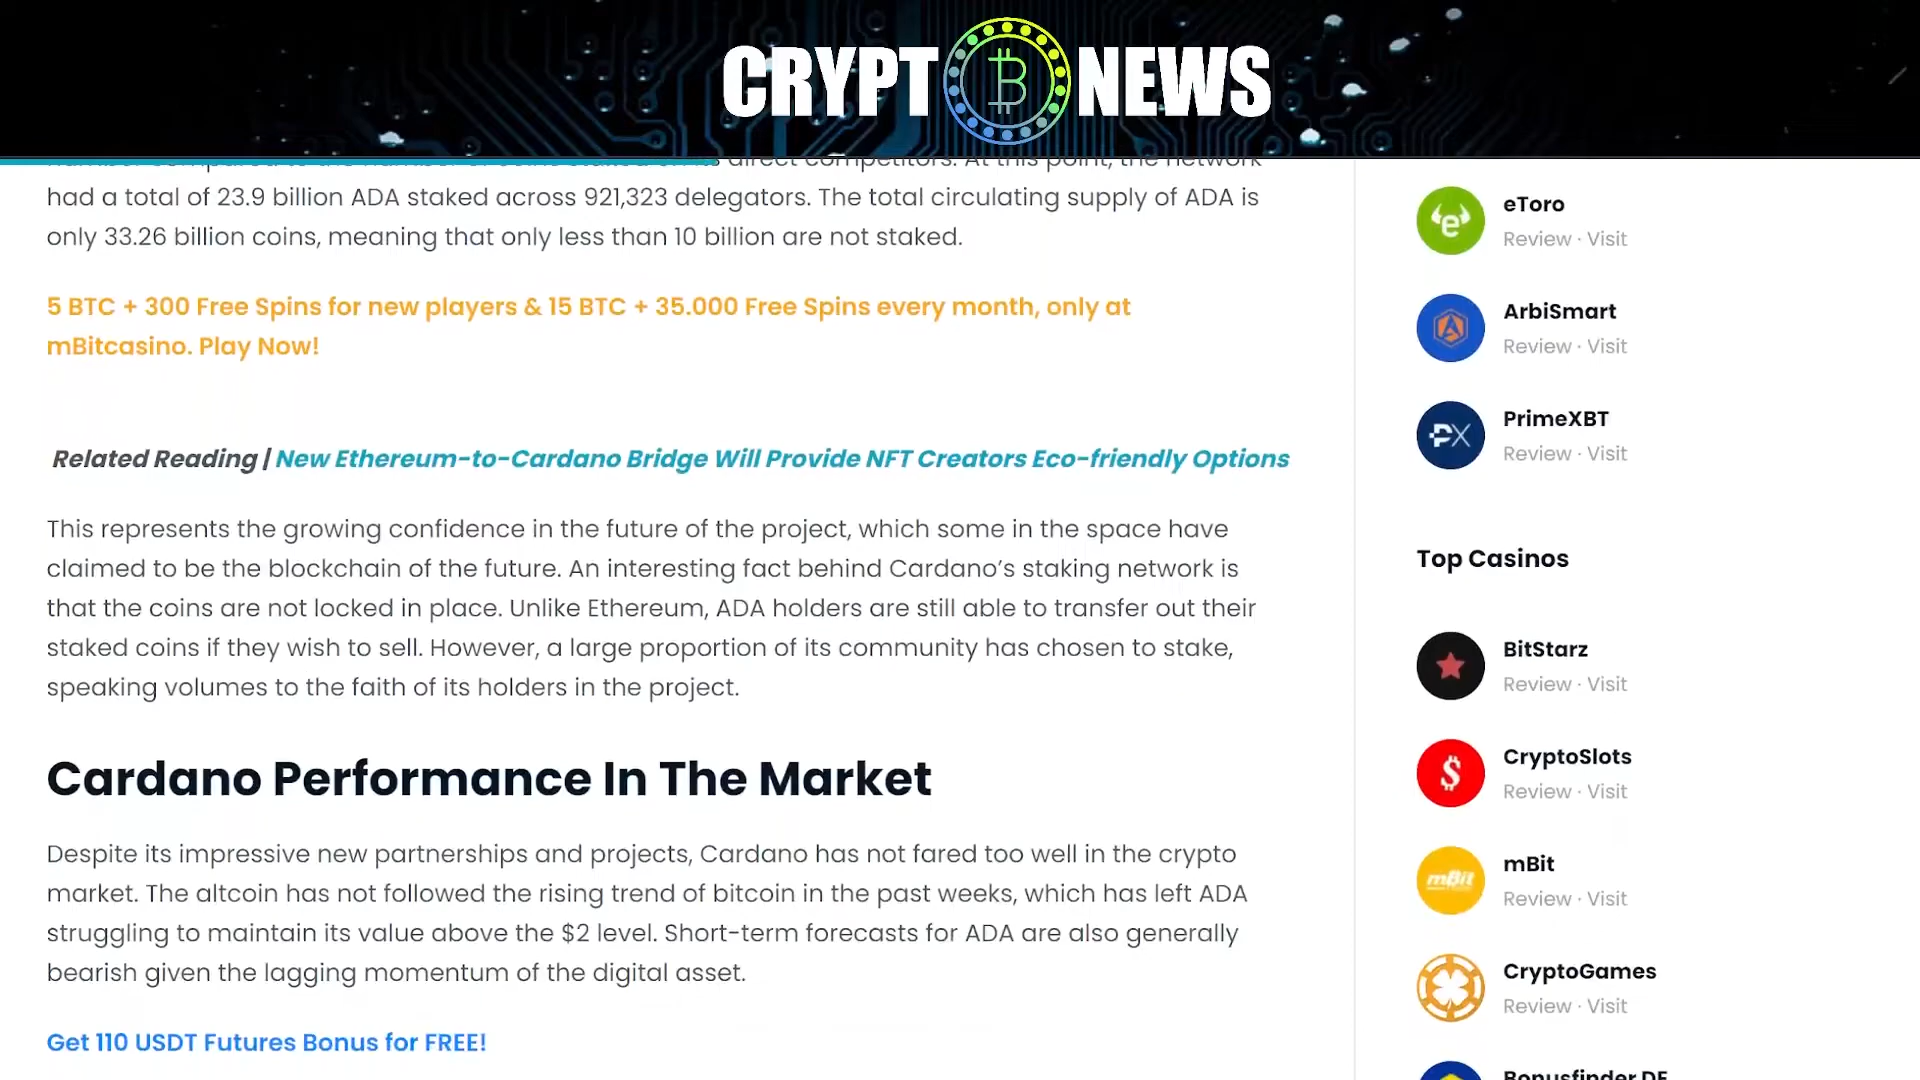 CRYPT NEWS
direct competitors. At this point, the network
had a total of 23.9 billion ADA staked across 921,323 delegators. The total circulating supply of ADA is
only 33.26 billion coins, meaning that only less than 10 billion are not staked.
5 BTC + 300 Free Spins for new players & 15 BTC + 35.000 Free Spins every month, only at
mBitcasino. Play Now!
Related Reading | New Ethereum-to-Cardano Bridge Will Provide NFT Creators Eco-friendly Options
This represents the growing confidence in the future of the project, which some in the space have
claimed to be the blockchain of the future. An interesting fact behind Cardano’s staking network is
that the coins are not locked in place. Unlike Ethereum, ADA holders are still able to transfer out their
staked coins if they wish to sell. However, a large proportion of its community has chosen to stake,
speaking volumes to the faith of its holders in the project.
Cardano Performance In The Market
Despite its impressive new partnerships and projects, Cardano has not fared too well in the crypto
market. The altcoin has not followed the rising trend of bitcoin in the past weeks, which has left ADA
struggling to maintain its value above the $2 level. Short-term forecasts for ADA are also generally
bearish given the lagging momentum of the digital asset.
Get 110 USDT Futures Bonus for FREE!
eToro
Review · Visit
ArbiSmart
Review · Visit
PrimeXBT
Review · Visit
Top Casinos
BitStarz
Review · Visit
CryptoSlots
Review · Visit
mBit
mBit
Review · Visit
CryptoGames
Review · Visit
Bonusfinder DE